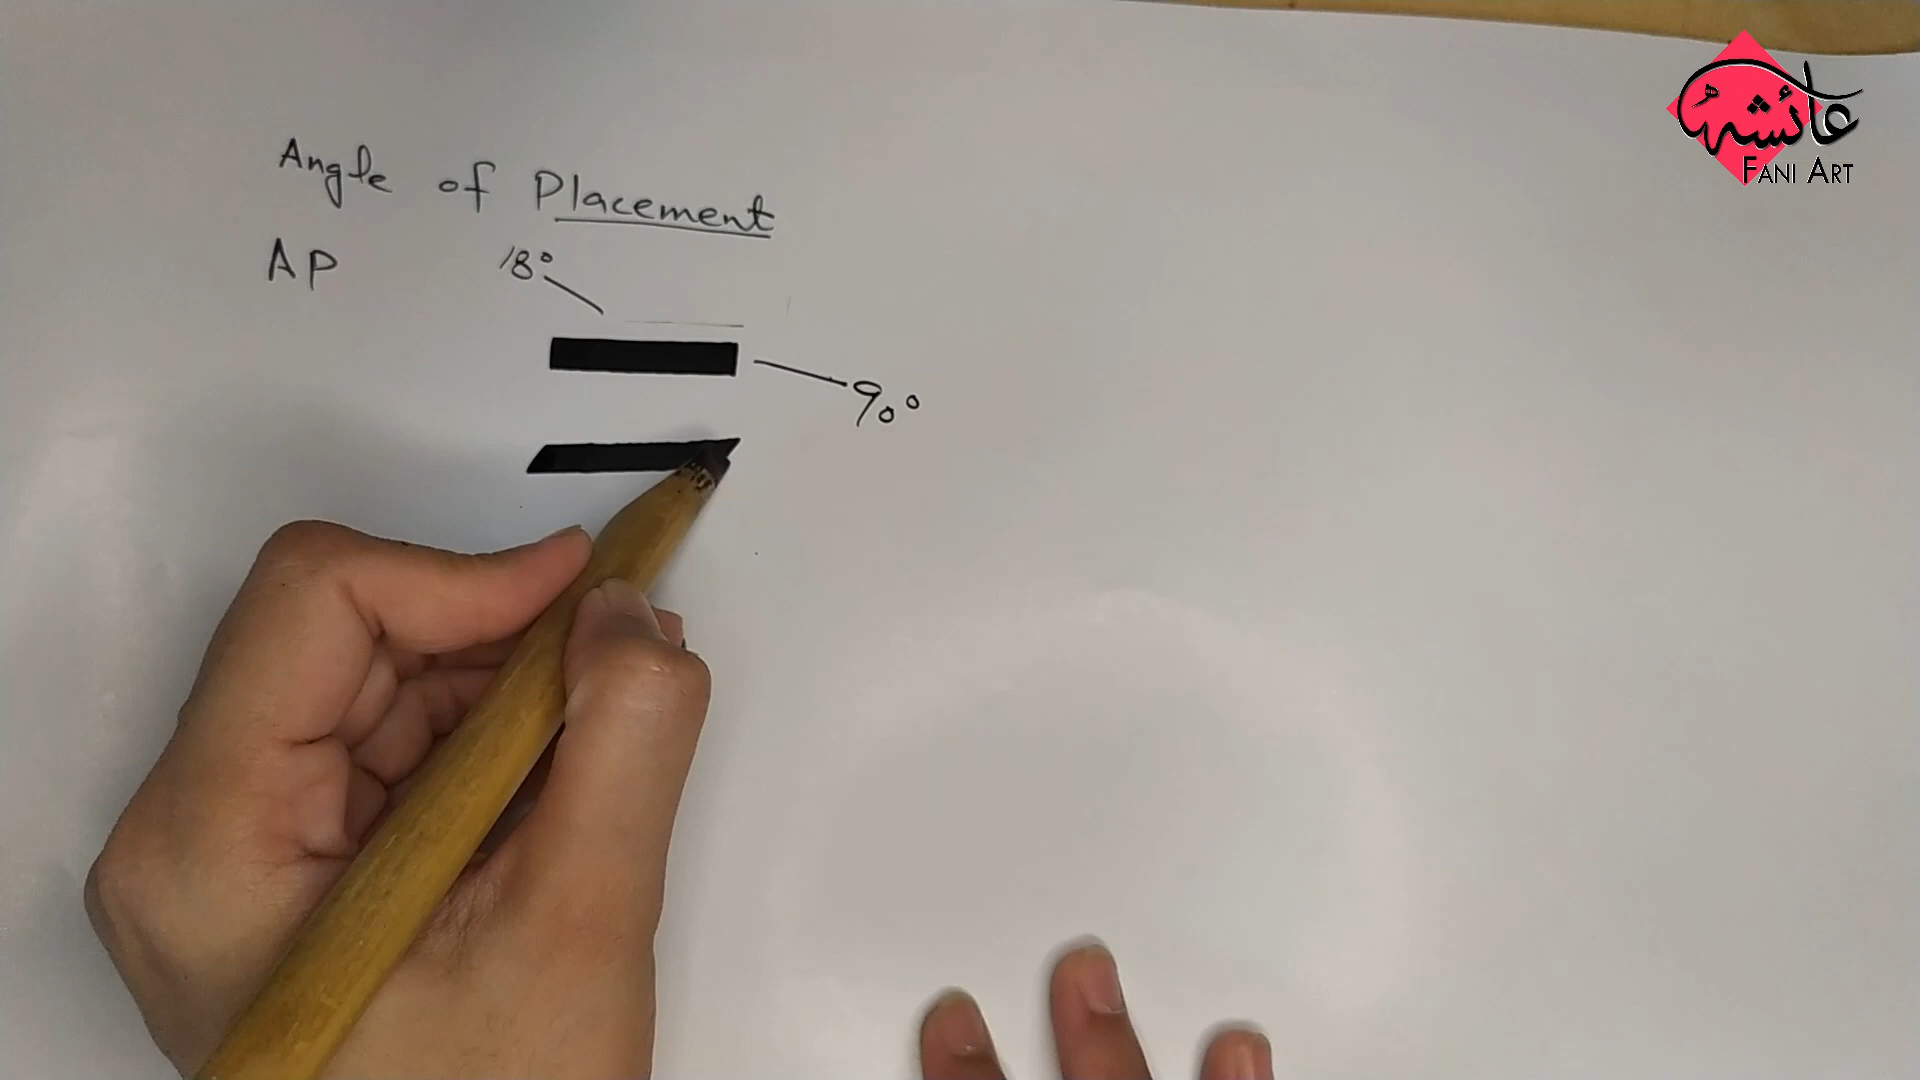 Angle of Placement
AP
18°
90°
عائشہ
FANI ART